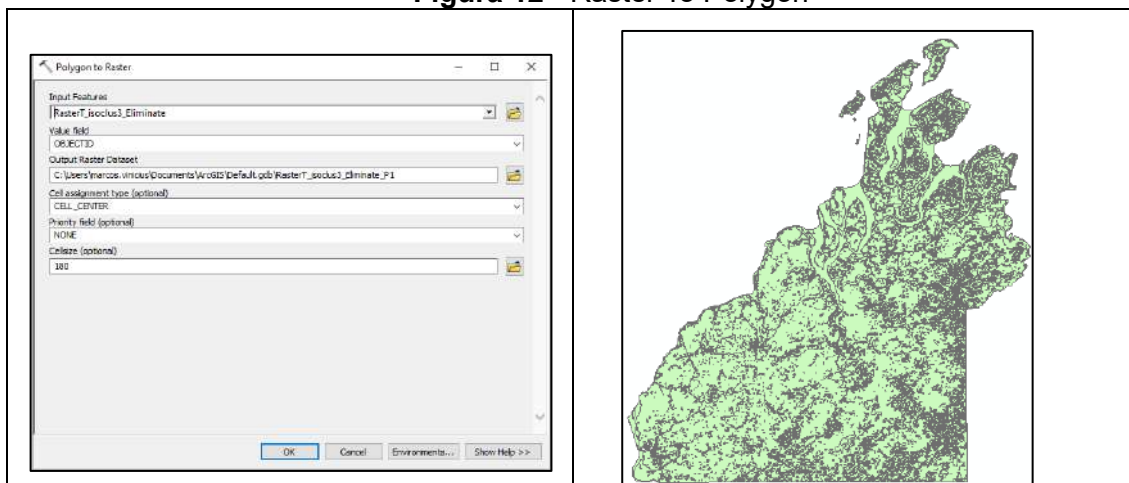 Figura 12 - Raster To Polygon
Polygon to Raster
Input Features
RasterT_isoclus3_Eliminate
Value field
OBJECTID
Output Raster Dataset
C:\Users\marcos.vinicius\Documents\ArcGIS\Default.gdb\RasterT_isoclus3_Eliminate_P1
Cell assignment type (optional)
CELL_CENTER
Priority field (optional)
NONE
Cellsize (optional)
180
OK Cancel Environments... Show Help >>